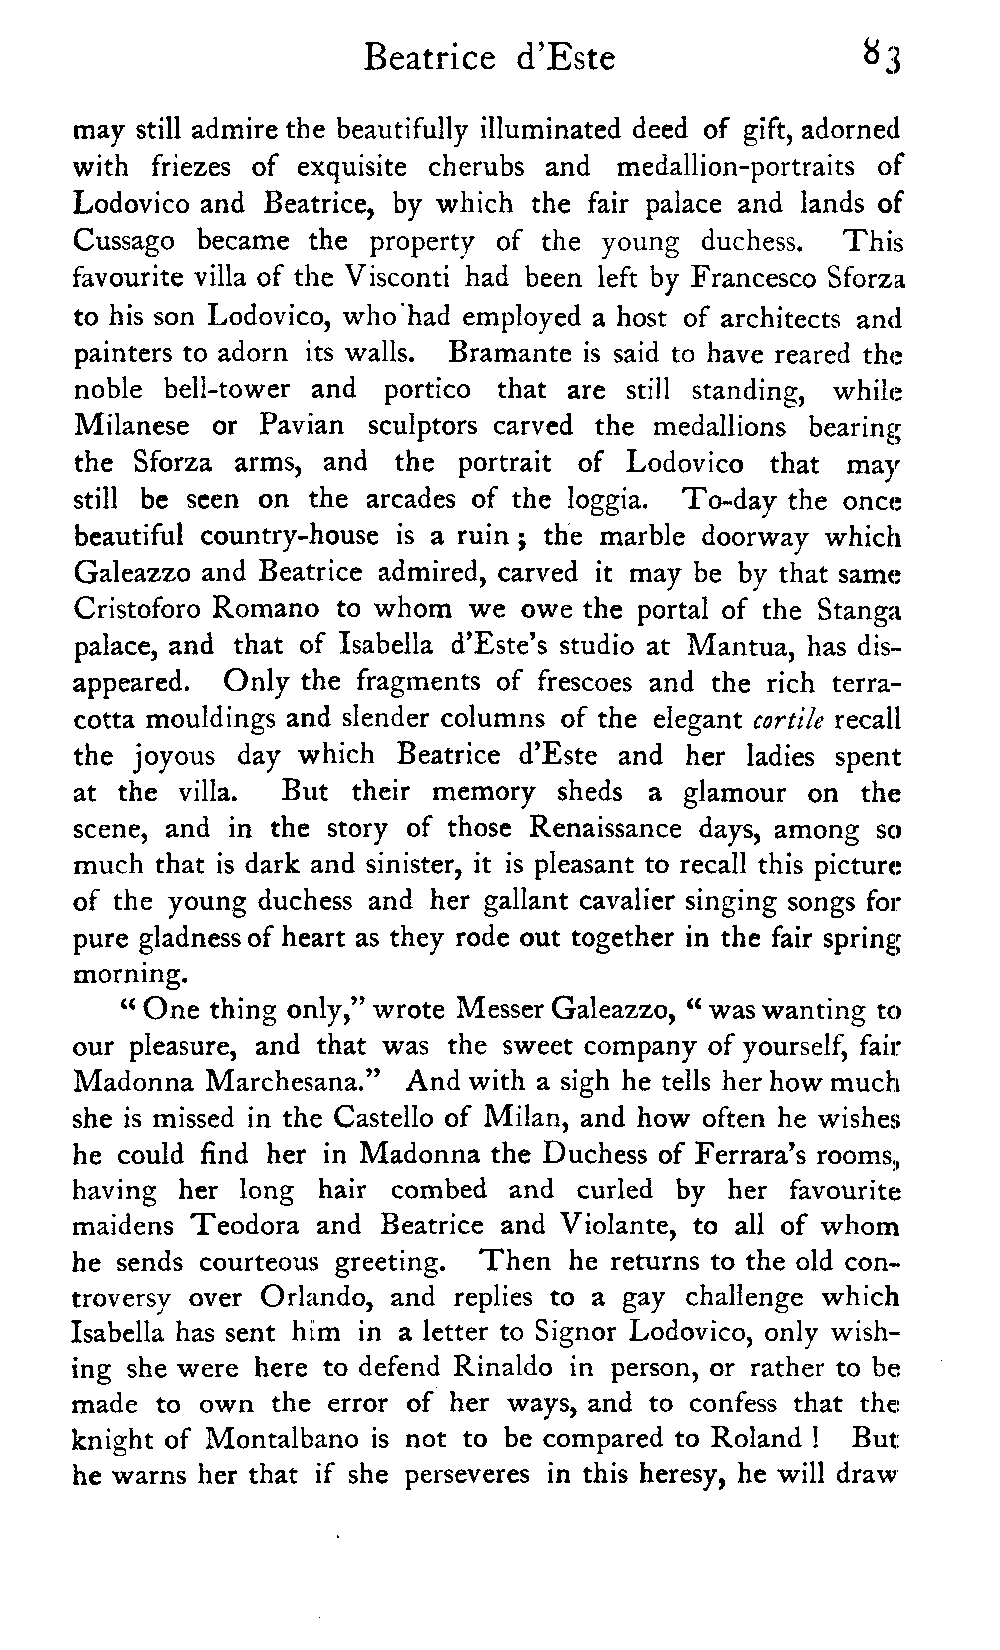 Beatrice d'Este 83
may still admire the beautifully illuminated deed of gift, adorned
with friezes of exquisite cherubs and medallion-portraits of
Lodovico and Beatrice, by which the fair palace and lands of
Cussago became the property of the young duchess. This
favourite villa of the Visconti had been left by Francesco Sforza
to his son Lodovico, who had employed a host of architects and
painters to adorn its walls. Bramante is said to have reared the
noble bell-tower and portico that are still standing, while
Milanese or Pavian sculptors carved the medallions bearing
the Sforza arms, and the portrait of Lodovico that may
still be seen on the arcades of the loggia. To-day the once
beautiful country-house is a ruin ; the marble doorway which
Galeazzo and Beatrice admired, carved it may be by that same
Cristoforo Romano to whom we owe the portal of the Stanga
palace, and that of Isabella d'Este's studio at Mantua, has dis-
appeared. Only the fragments of frescoes and the rich terra-
cotta mouldings and slender columns of the elegant cortile recall
the joyous day which Beatrice d'Este and her ladies spent
at the villa. But their memory sheds a glamour on the
scene, and in the story of those Renaissance days, among so
much that is dark and sinister, it is pleasant to recall this picture
of the young duchess and her gallant cavalier singing songs for
pure gladness of heart as they rode out together in the fair spring
morning.
“ One thing only,” wrote Messer Galeazzo, “ was wanting to
our pleasure, and that was the sweet company of yourself, fair
Madonna Marchesana.” And with a sigh he tells her how much
she is missed in the Castello of Milan, and how often he wishes
he could find her in Madonna the Duchess of Ferrara's rooms,
having her long hair combed and curled by her favourite
maidens Teodora and Beatrice and Violante, to all of whom
he sends courteous greeting. Then he returns to the old con-
troversy over Orlando, and replies to a gay challenge which
Isabella has sent him in a letter to Signor Lodovico, only wish-
ing she were here to defend Rinaldo in person, or rather to be
made to own the error of her ways, and to confess that the
knight of Montalbano is not to be compared to Roland ! But
he warns her that if she perseveres in this heresy, he will draw